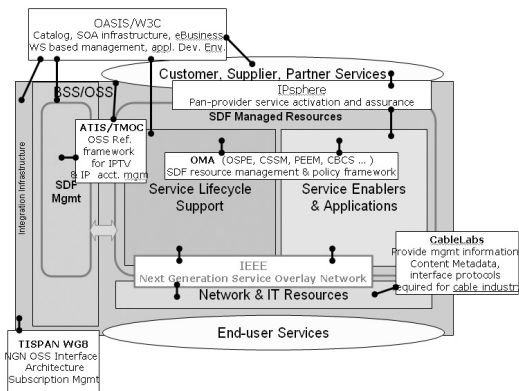 OASIS/W3C
Catalog, SOA infrastructure, eBusiness
WS based management, appl. Dev. Env.
Customer, Supplier, Partner Services
BSS/OSS
IPsphere
Pan-provider service activation and assurance
SDF Managed Resources
ATIS/TMOC
OSS Ref.
framework
for IPTV
& IP acct. mgm
OMA (OSPE, CSSM, PEEM, CBCS ... )
SDF resource management & policy framework
Integration Infrastructure
SDF
Mgmt
Service Lifecycle
Support
Service Enablers
& Applications
CableLabs
Provide mgmt information
Content Metadata,
interface protocols
required for cable industr
IEEE
Next Generation Service Overlay Network
Network & IT Resources
End-user Services
TISPAN WG8
NGN OSS Interface
Architecture
Subscription Mgmt